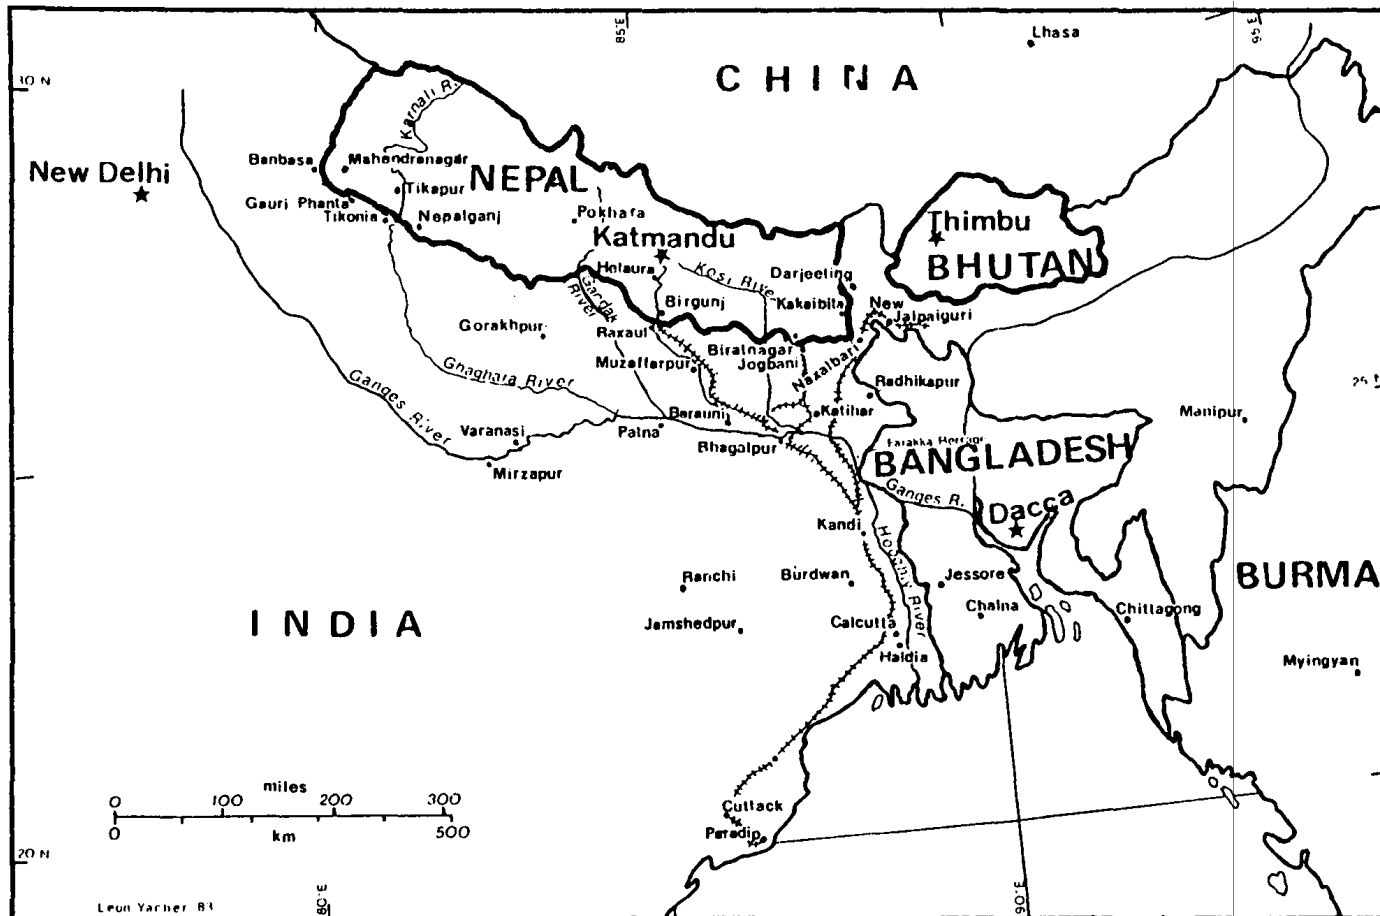 85°E
95°E
Lhasa
30 N
CHINA
Karnali R.
New Delhi
Banbasa
Mahendranagar
NEPAL
Tikapur
Gauri Phanta
Tikonia
Nepalganj
Pokhara
Katmandu
Thimbu
BHUTAN
Hetaura
Kosi River
Darjeeling
Gandak River
Birgunj
Kakaibita
New
Jalpaiguri
Gorakhpur
Raxaul
Biratnagar
Jogbani
Naxalbari
Muzaffarpur
Ghaghara River
Ganges River
Radhikapur
25 N
Barauni
Katihar
Manipur
Varanasi
Patna
Farakka Barrage
Bhagalpur
BANGLADESH
Mirzapur
Ganges R.
Dacca
Kandi
Hooghly River
Ranchi
Burdwan
Jessore
BURMA
Chalna
Chittagong
INDIA
Jamshedpur
Calcutta
Haldia
Myingyan
miles
0 100 200 300
0 km 500
Cuttack
Paradip
20 N
80°E
90°E
Leon Yacher 83